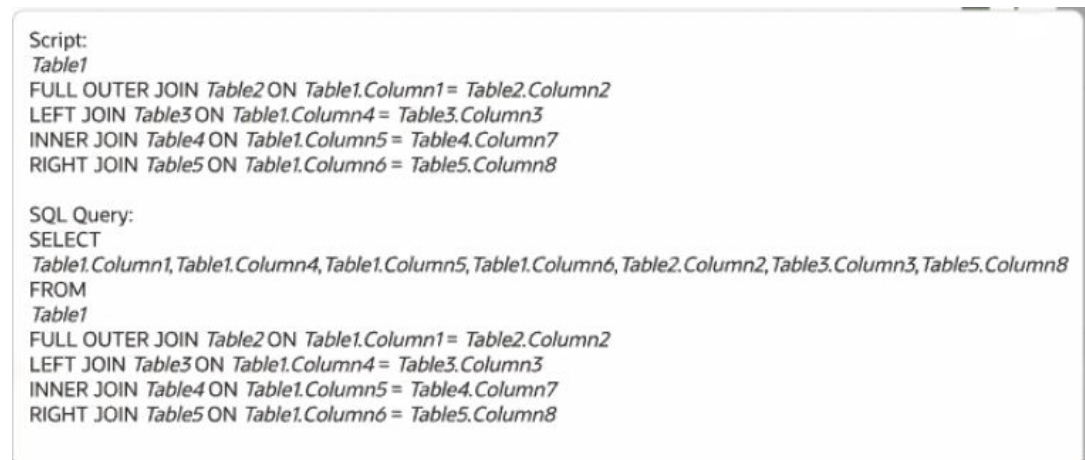 Script:
Table1
FULL OUTER JOIN Table2 ON Table1.Column1 = Table2.Column2
LEFT JOIN Table3 ON Table1.Column4 = Table3.Column3
INNER JOIN Table4 ON Table1.Column5 = Table4.Column7
RIGHT JOIN Table5 ON Table1.Column6 = Table5.Column8
SQL Query:
SELECT
Table1.Column1, Table1.Column4, Table1.Column5, Table1.Column6, Table2.Column2, Table3.Column3, Table5.Column8
FROM
Table1
FULL OUTER JOIN Table2 ON Table1.Column1 = Table2.Column2
LEFT JOIN Table3 ON Table1.Column4 = Table3.Column3
INNER JOIN Table4 ON Table1.Column5 = Table4.Column7
RIGHT JOIN Table5 ON Table1.Column6 = Table5.Column8